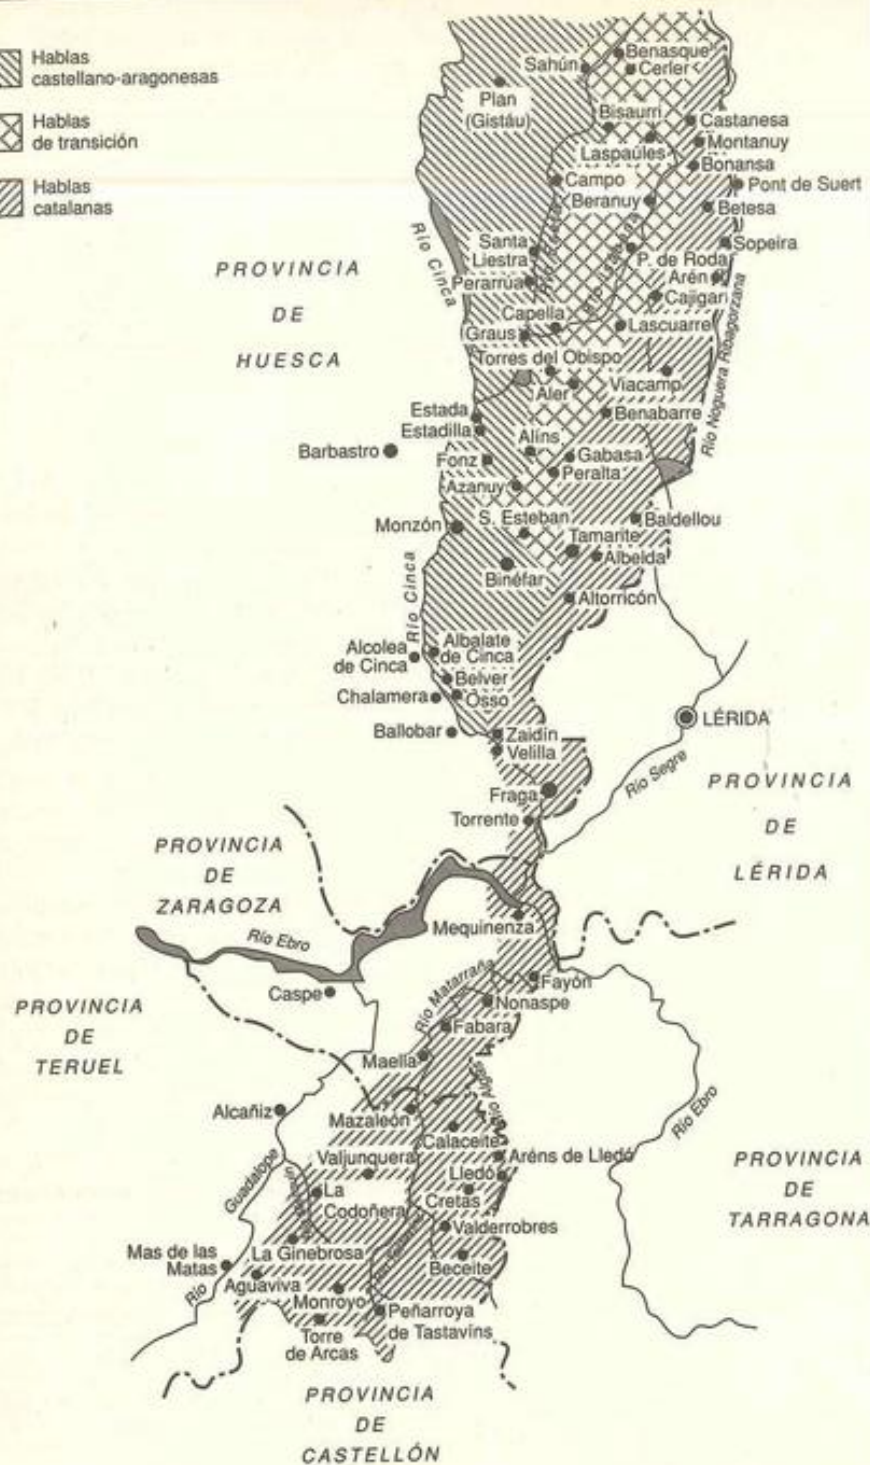 Hablas
castellano-aragonesas
Hablas
de transición
Hablas
catalanas
Benasque
Sahún
Cerler
Plan
(Gistáu)
Bisaurri
Castanesa
Montanuy
Laspaúles
Bonansa
Campo
Pont de Suert
Beranuy
Betesa
Río Cinca
Santa
Liestra
Sopeira
P. de Roda
PROVINCIA
DE
HUESCA
Perarrúa
Arén
Cajigar
Río Isábena
Capella
Lascuarre
Graus
Río Noguera Ribagorzana
Torres del Obispo
Aler
Viacamp
Estada
Benabarre
Estadilla
Barbastro
Alíns
Fonz
Gabasa
Peralta
Azanuy
Monzón
S. Esteban
Baldellou
Tamarite
Albelda
Binéfar
Río Cinca
Altorricón
Alcolea
de Cinca
Albalate
de Cinca
Belver
Chalamera
Osso
LÉRIDA
Ballobar
Zaidín
Velilla
Río Segre
Fraga
Torrente
PROVINCIA
DE
LÉRIDA
PROVINCIA
DE
ZARAGOZA
Río Ebro
Mequinenza
Caspe
Río Matarraña
Fayón
Nonaspe
Fabara
PROVINCIA
DE
TERUEL
Maella
Río Algás
Alcañiz
Mazaleón
Río Ebro
Calaceite
Valjunquera
Aréns de Lledó
Lledó
Guadalope
La
Codoñera
Cretas
PROVINCIA
DE
TARRAGONA
Valderrobres
Mas de las
Matas
La Ginebrosa
Beceite
Río
Aguaviva
Monroyo
Peñarroya
de Tastavíns
Torre
de Arcas
PROVINCIA
DE
CASTELLÓN